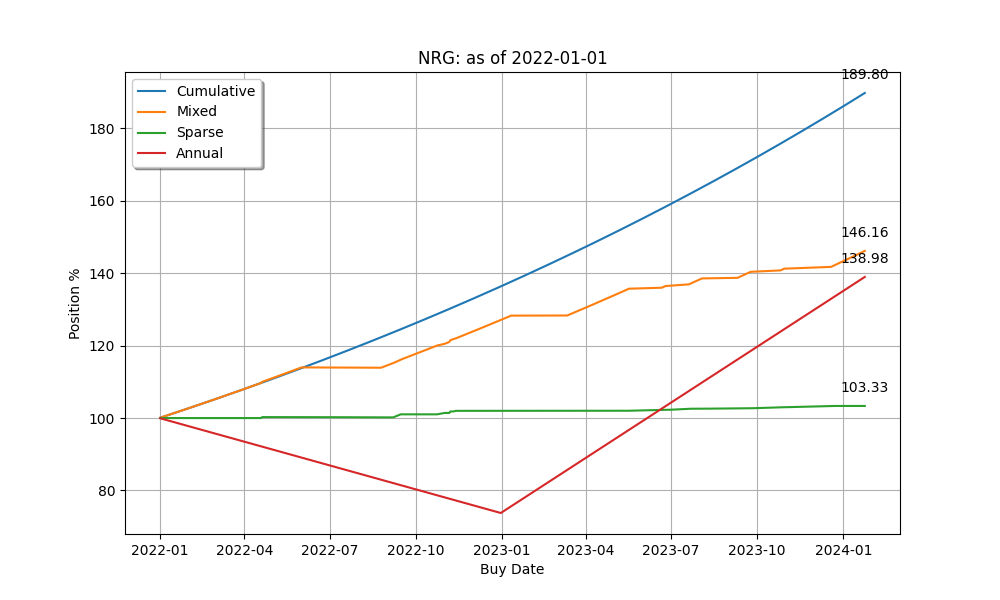 NRG: as of 2022-01-01
189.80
Cumulative
Mixed
Sparse
Annual
180
160
146.16
140
138.98
Position %
120
103.33
100
80
2022-01 2022-04 2022-07 2022-10 2023-01 2023-04 2023-07 2023-10 2024-01
Buy Date